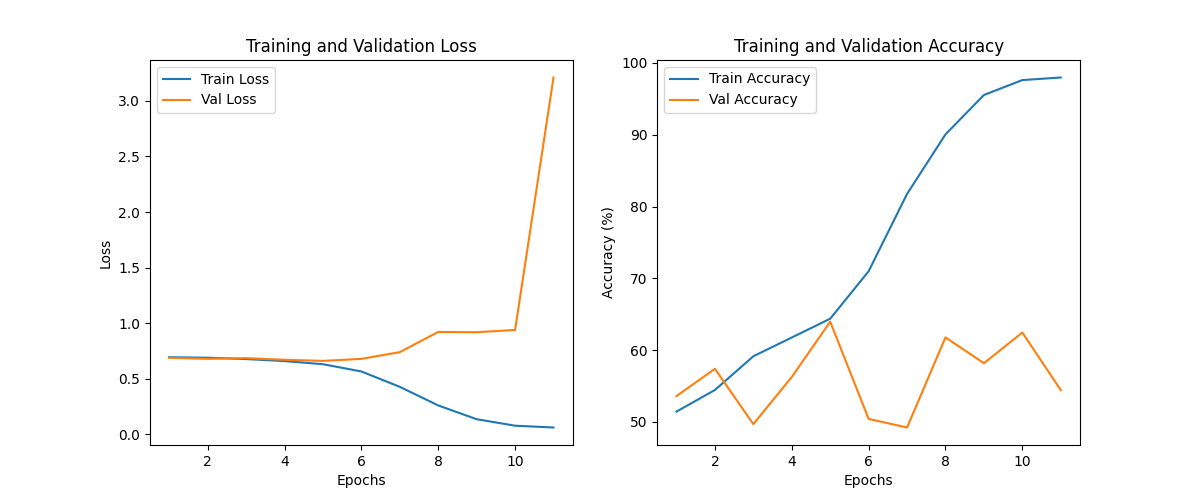 Training and Validation Loss
Train Loss
Val Loss
3.0
2.5
2.0
1.5
1.0
0.5
0.0
Loss
2 4 6 8 10
Epochs
Training and Validation Accuracy
Train Accuracy
Val Accuracy
100
90
80
70
60
50
Accuracy (%)
2 4 6 8 10
Epochs